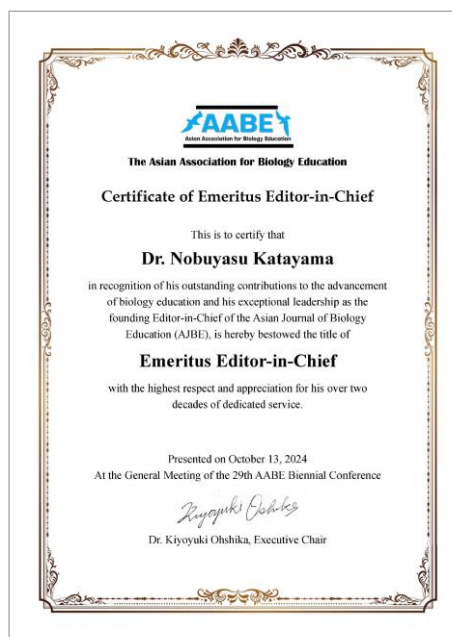 AABE
Asian Association for Biology Education
The Asian Association for Biology Education
Certificate of Emeritus Editor-in-Chief
This is to certify that
Dr. Nobuyasu Katayama
in recognition of his outstanding contributions to the advancement
of biology education and his exceptional leadership as the
founding Editor-in-Chief of the Asian Journal of Biology
Education (AJBE), is hereby bestowed the title of
Emeritus Editor-in-Chief
with the highest respect and appreciation for his over two
decades of dedicated service.
Presented on October 13, 2024
At the General Meeting of the 29th AABE Biennial Conference
Kiyoyuki Ohshika
Dr. Kiyoyuki Ohshika, Executive Chair